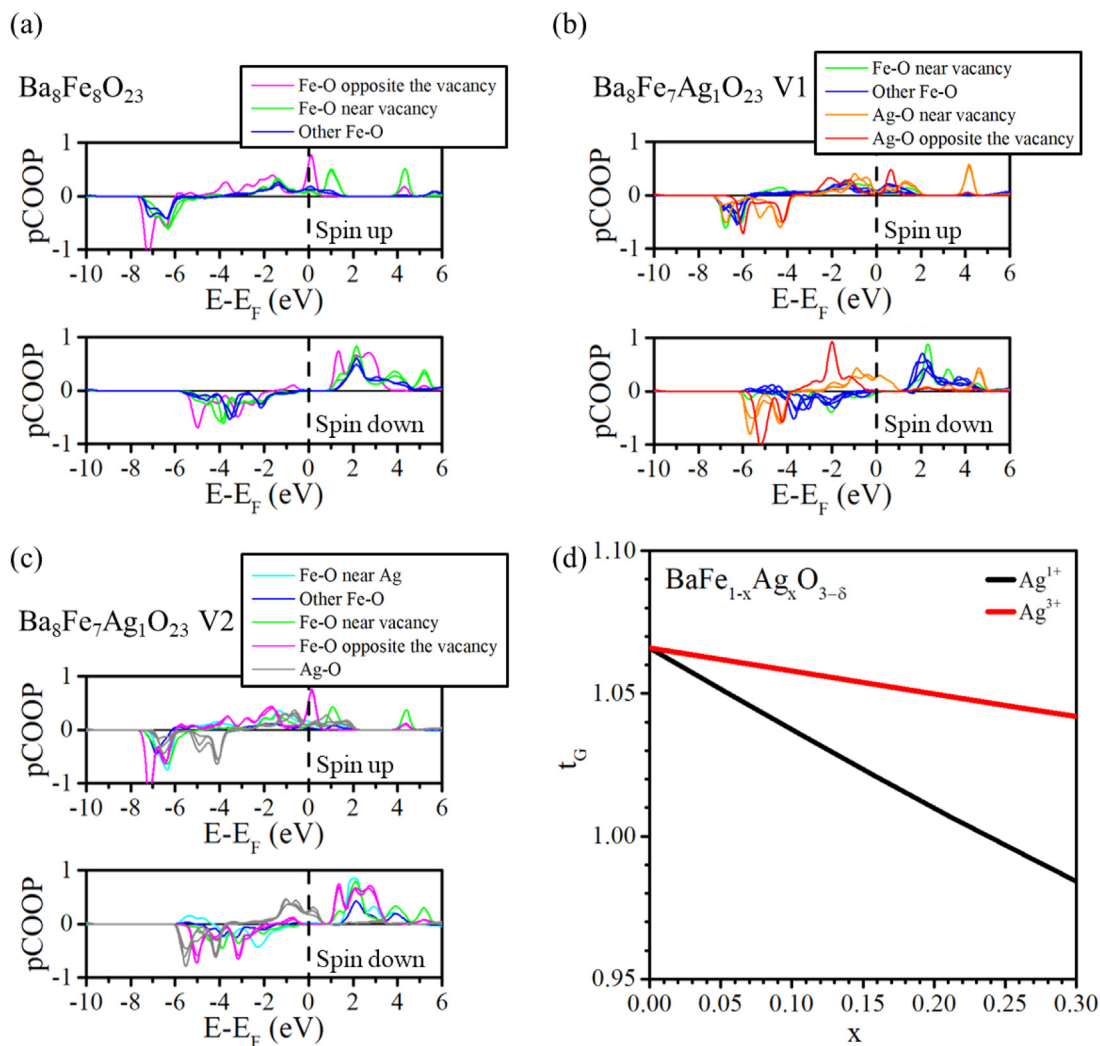 (a)
Ba8Fe8O23
Fe-O opposite the vacancy
Fe-O near vacancy
Other Fe-O
1
0
-1
pCOOP
Spin up
-10 -8 -6 -4 -2 0 2 4 6
E-EF (eV)
1
0
-1
pCOOP
Spin down
-10 -8 -6 -4 -2 0 2 4 6
E-EF (eV)
(b)
Ba8Fe7Ag1O23 V1
Fe-O near vacancy
Other Fe-O
Ag-O near vacancy
Ag-O opposite the vacancy
1
0
-1
pCOOP
Spin up
-10 -8 -6 -4 -2 0 2 4 6
E-EF (eV)
1
0
-1
pCOOP
Spin down
-10 -8 -6 -4 -2 0 2 4 6
E-EF (eV)
(c)
Ba8Fe7Ag1O23 V2
Fe-O near Ag
Other Fe-O
Fe-O near vacancy
Fe-O opposite the vacancy
Ag-O
1
0
-1
pCOOP
Spin up
-10 -8 -6 -4 -2 0 2 4 6
E-EF (eV)
1
0
-1
pCOOP
Spin down
-10 -8 -6 -4 -2 0 2 4 6
E-EF (eV)
(d)
BaFe1-xAgxO3-δ
Ag1+
Ag3+
1.10
1.05
1.00
0.95
tG
0.00 0.05 0.10 0.15 0.20 0.25 0.30
x